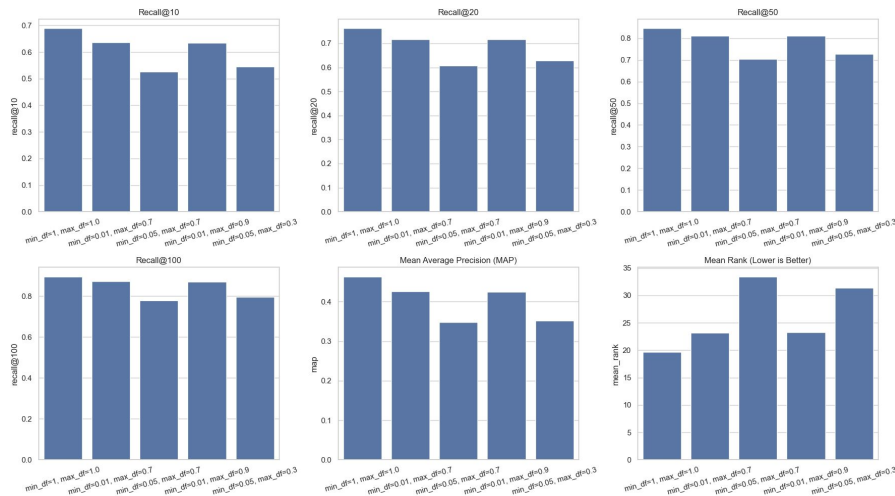 Recall@10
recall@10
0.7
0.6
0.5
0.4
0.3
0.2
0.1
0.0
min_df=1, max_df=1.0
min_df=0.01, max_df=0.7
min_df=0.05, max_df=0.7
min_df=0.01, max_df=0.9
min_df=0.05, max_df=0.3
Recall@20
recall@20
0.7
0.6
0.5
0.4
0.3
0.2
0.1
0.0
min_df=1, max_df=1.0
min_df=0.01, max_df=0.7
min_df=0.05, max_df=0.7
min_df=0.01, max_df=0.9
min_df=0.05, max_df=0.3
Recall@50
recall@50
0.8
0.7
0.6
0.5
0.4
0.3
0.2
0.1
0.0
min_df=1, max_df=1.0
min_df=0.01, max_df=0.7
min_df=0.05, max_df=0.7
min_df=0.01, max_df=0.9
min_df=0.05, max_df=0.3
Recall@100
recall@100
0.8
0.6
0.4
0.2
0.0
min_df=1, max_df=1.0
min_df=0.01, max_df=0.7
min_df=0.05, max_df=0.7
min_df=0.01, max_df=0.9
min_df=0.05, max_df=0.3
Mean Average Precision (MAP)
map
0.4
0.3
0.2
0.1
0.0
min_df=1, max_df=1.0
min_df=0.01, max_df=0.7
min_df=0.05, max_df=0.7
min_df=0.01, max_df=0.9
min_df=0.05, max_df=0.3
Mean Rank (Lower is Better)
mean_rank
35
30
25
20
15
10
5
0
min_df=1, max_df=1.0
min_df=0.01, max_df=0.7
min_df=0.05, max_df=0.7
min_df=0.01, max_df=0.9
min_df=0.05, max_df=0.3